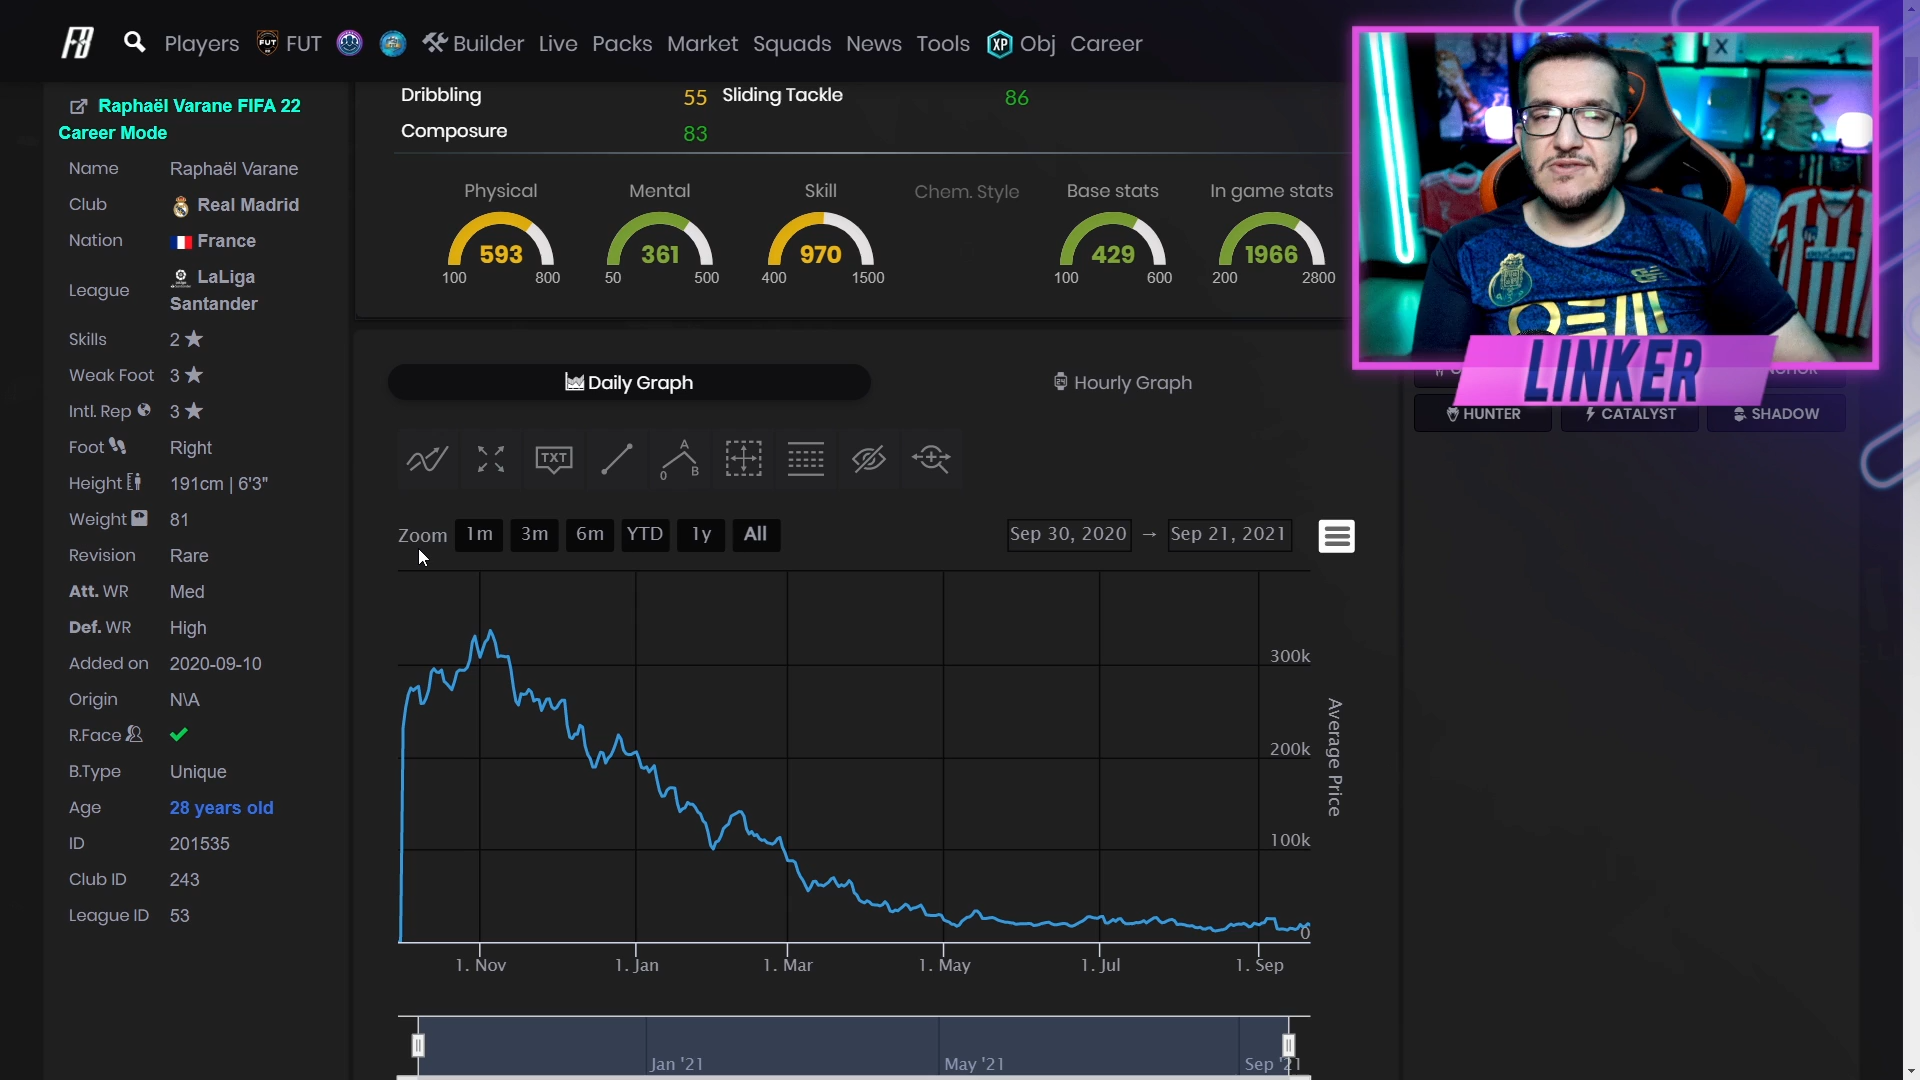 Players FUT FUT Builder Live Packs Market Squads News Tools XP Obj Career
X
Raphaël Varane FIFA 22
Career Mode
Name Raphaël Varane
Club Real Madrid
Nation France
League LaLiga
Santander
Skills 2
Weak Foot 3
Intl. Rep 3
Foot Right
Height 191cm | 6'3"
Weight 81
Revision Rare
Att. WR Med
Def. WR High
Added on 2020-09-10
Origin N\A
R.Face
B.Type Unique
Age 28 years old
ID 201535
Club ID 243
League ID 53
Dribbling 55 Sliding Tackle 86
Composure 83
Physical Mental Skill Chem. Style Base stats In game stats
593 361 970 429 1966
100 800 50 500 400 1500 100 600 200 2800
LINKER
HUNTER CATALYST SHADOW
Daily Graph Hourly Graph
TXT A 0 B
Zoom 1m 3m 6m YTD 1y All Sep 30, 2020 → Sep 21, 2021
300k
200k
100k
0
Average Price
1. Nov 1. Jan 1. Mar 1. May 1. Jul 1. Sep
Jan '21 May '21 Sep '21